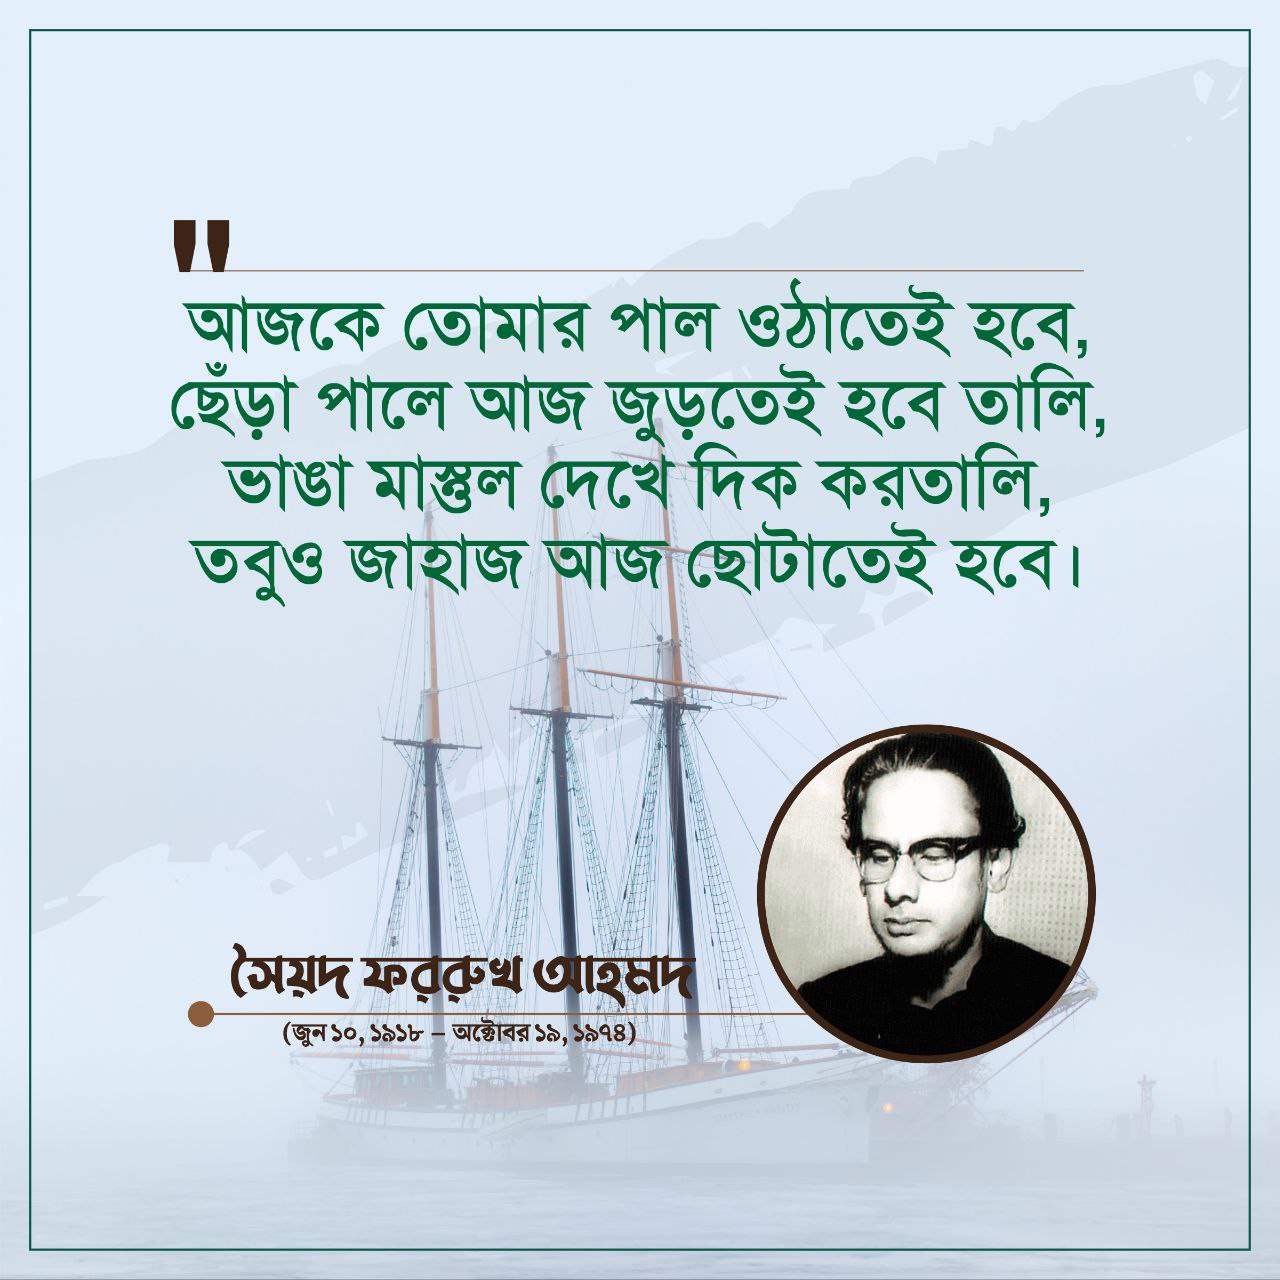 "
আজকে তোমার পাল ওঠাতেই হবে,
ছেঁড়া পালে আজ জুড়তেই হবে তালি,
ভাঙা মাস্তুল দেখে দিক করতালি,
তবুও জাহাজ আজ ছোটাতেই হবে।
সৈয়দ ফররুখ আহমদ
(জুন ১০, ১৯১৮ – অক্টোবর ১৯, ১৯৭৪)